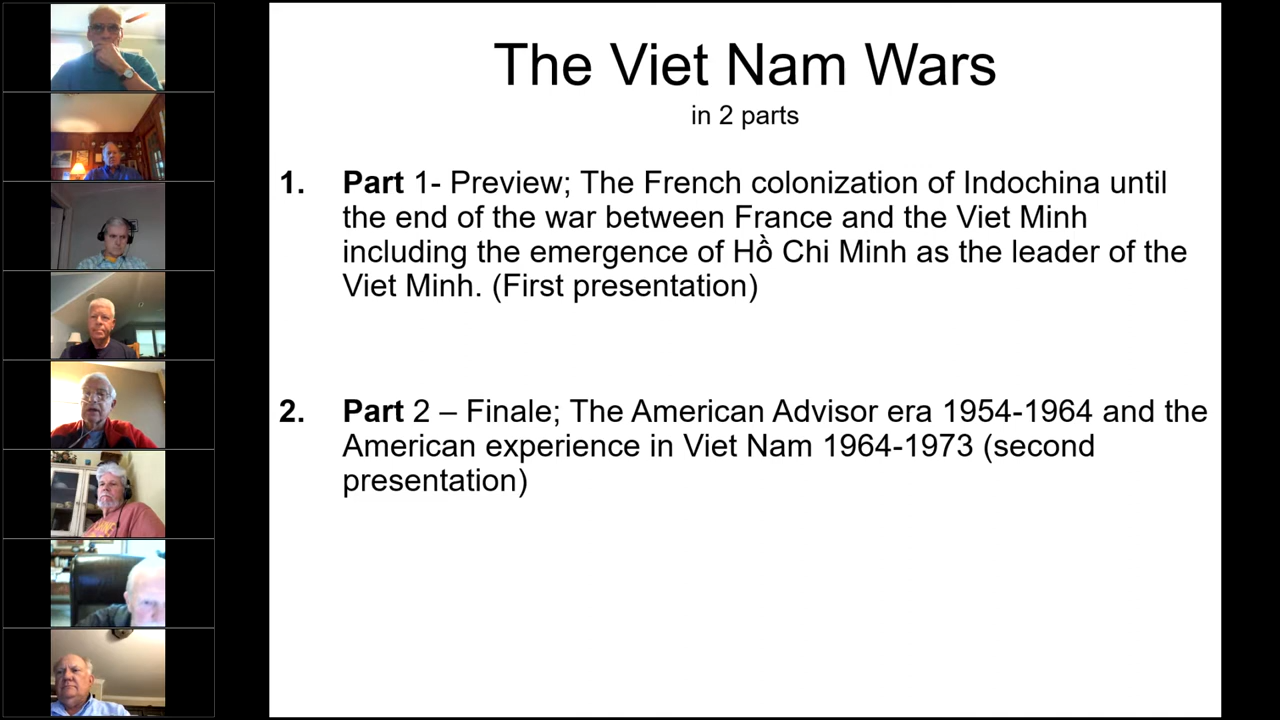 The Viet Nam Wars
in 2 parts
1. Part 1- Preview; The French colonization of Indochina until
the end of the war between France and the Viet Minh
including the emergence of Hồ Chi Minh as the leader of the
Viet Minh. (First presentation)
2. Part 2 – Finale; The American Advisor era 1954-1964 and the
American experience in Viet Nam 1964-1973 (second
presentation)